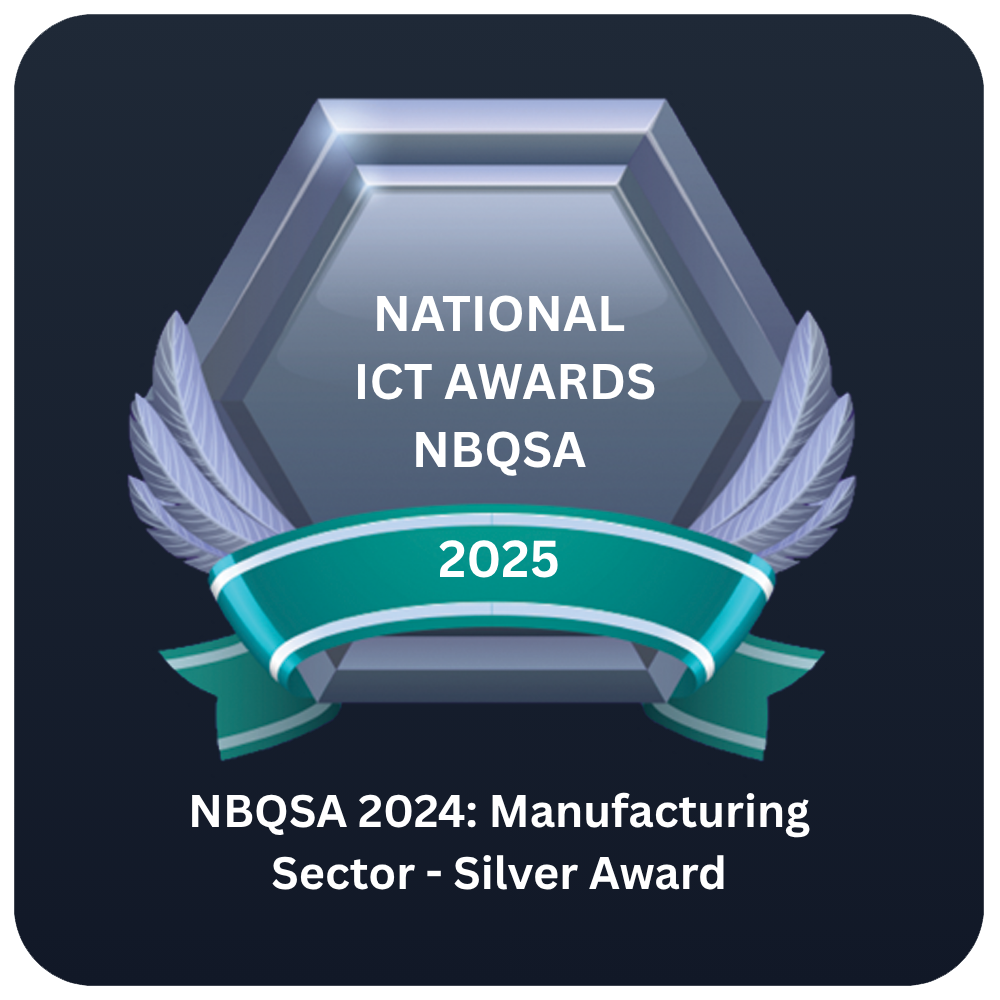 NATIONAL
ICT AWARDS
NBQSA
2025
NBQSA 2024: Manufacturing
Sector - Silver Award